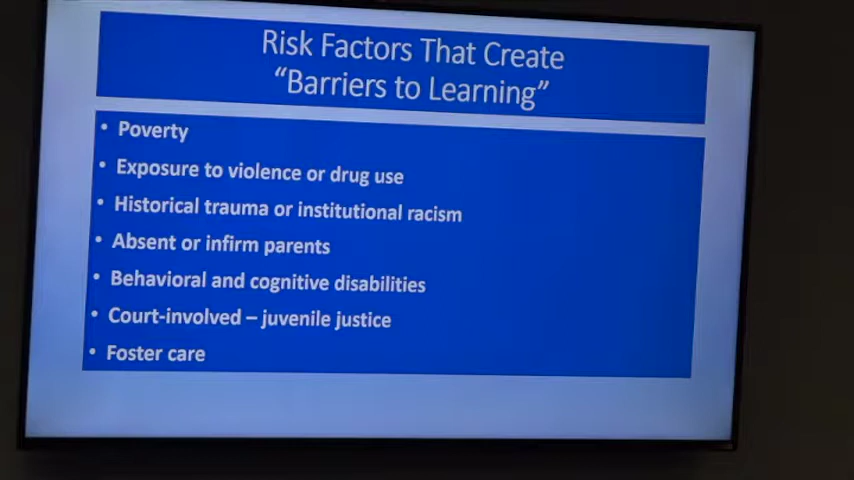 Risk Factors That Create
“Barriers to Learning”
• Poverty
• Exposure to violence or drug use
• Historical trauma or institutional racism
• Absent or infirm parents
• Behavioral and cognitive disabilities
• Court-involved – juvenile justice
• Foster care